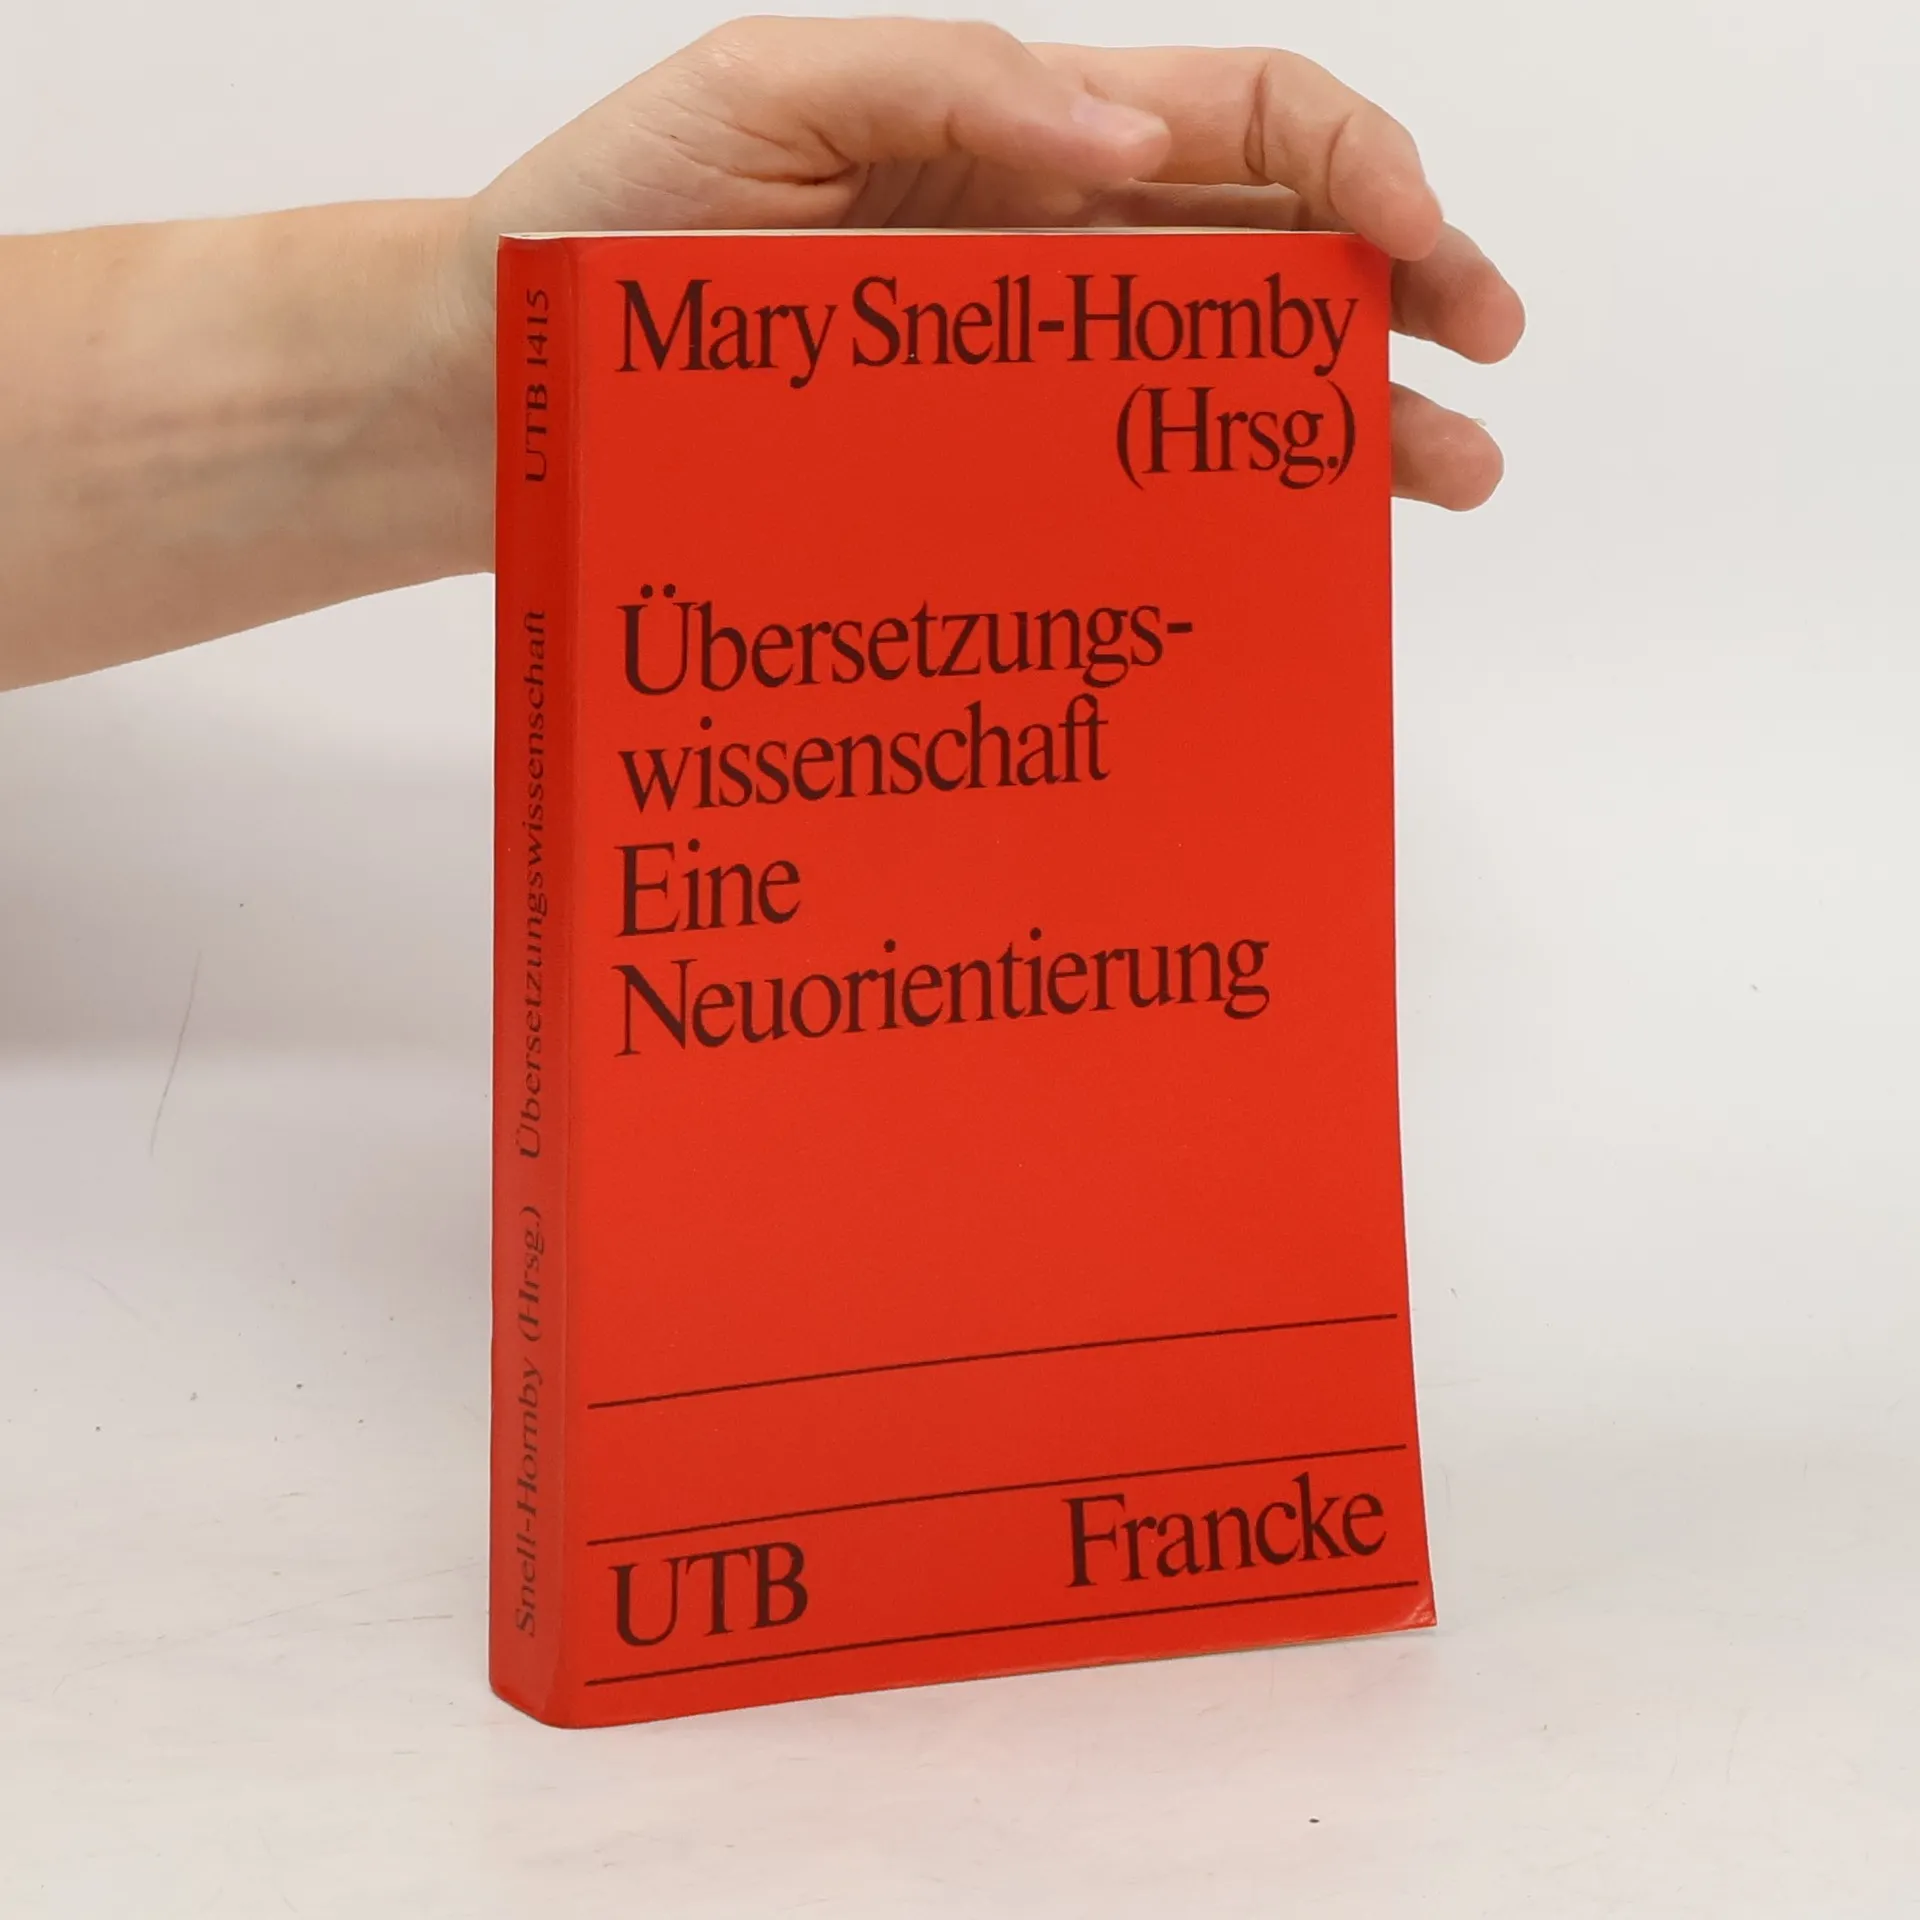 Mary Snell-Hornby
(Hrsg.)
Übersetzungs-
wissenschaft
Eine
Neuorientierung
UTB Francke
Snell-Hornby (Hrsg.) Übersetzungswissenschaft UTB 1415